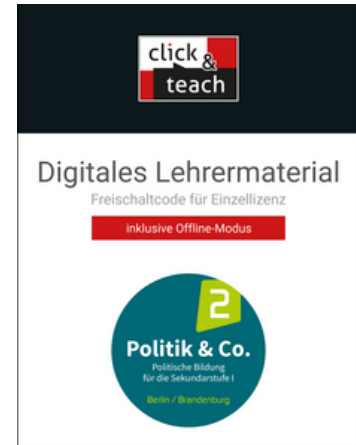 click &
teach
Digitales Lehrermaterial
Freischaltcode für Einzellizenz
inklusive Offline-Modus
2
Politik & Co.
Politische Bildung
für die Sekundarstufe I
Berlin / Brandenburg